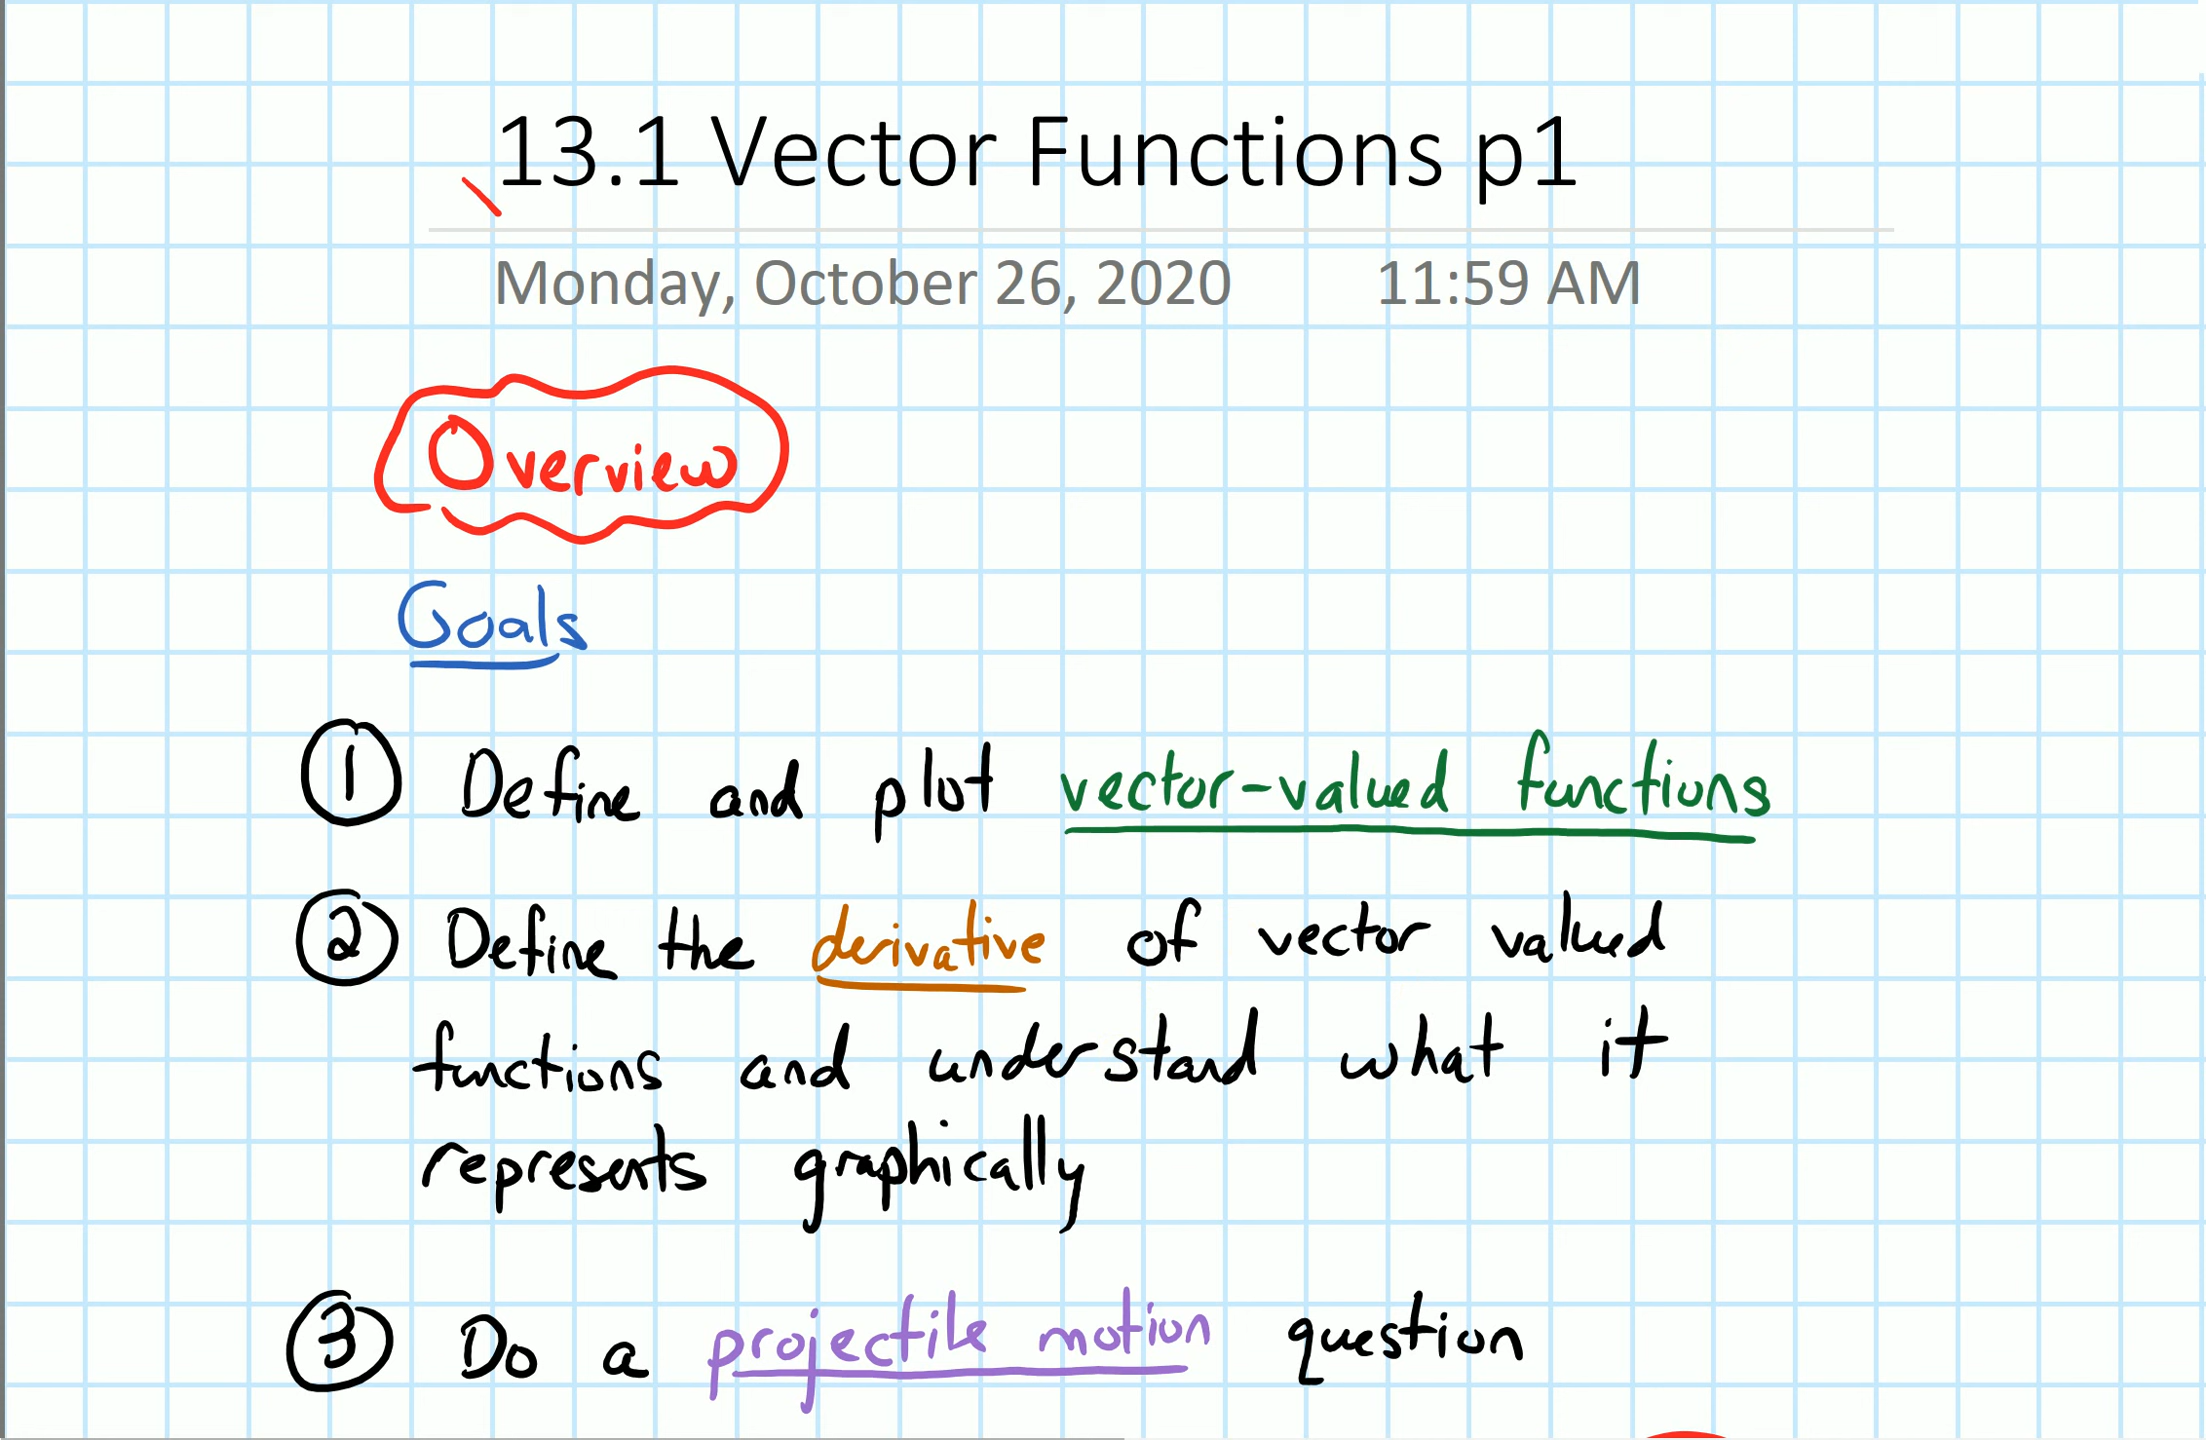 13.1 Vector Functions p1
Monday, October 26, 2020 11:59 AM
Overview
Goals
1 Define and plot vector-valued functions
2 Define the derivative of vector valued
functions and understand what it
represents graphically
3 Do a projectile motion question